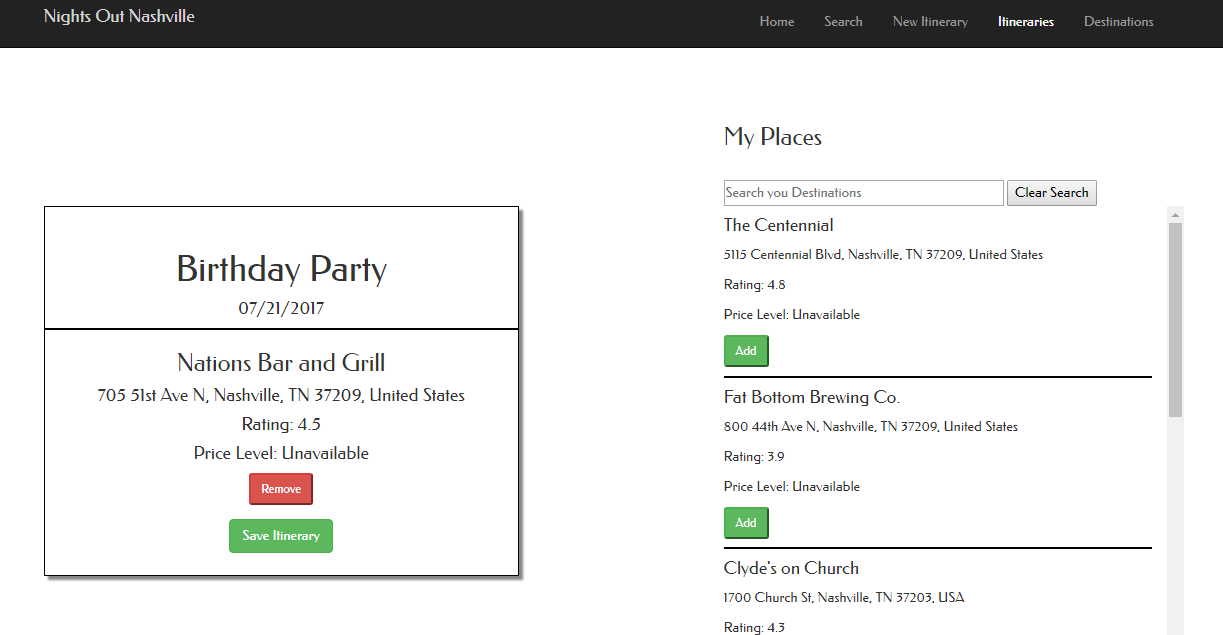 Nights Out Nashville
Home Search New Itinerary Itineraries Destinations
Birthday Party
07/21/2017
Nations Bar and Grill
705 51st Ave N, Nashville, TN 37209, United States
Rating: 4.5
Price Level: Unavailable
Remove
Save Itinerary
My Places
Search you Destinations Clear Search
The Centennial
5115 Centennial Blvd, Nashville, TN 37209, United States
Rating: 4.8
Price Level: Unavailable
Add
Fat Bottom Brewing Co.
800 44th Ave N, Nashville, TN 37209, United States
Rating: 3.9
Price Level: Unavailable
Add
Clyde's on Church
1700 Church St, Nashville, TN 37203, USA
Rating: 4.3